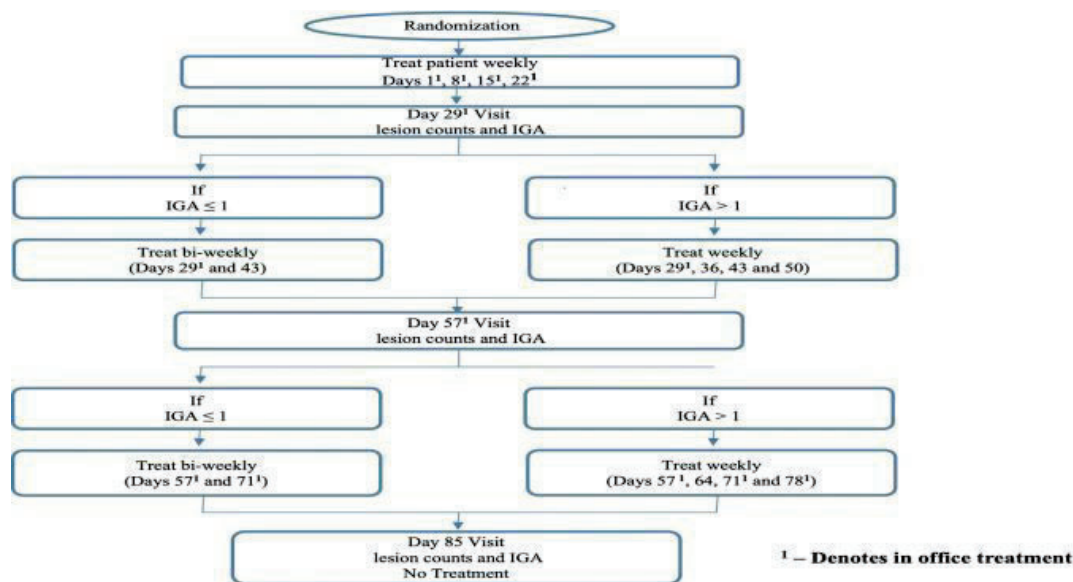 Randomization
Treat patient weekly
Days 1¹, 8¹, 15¹, 22¹
Day 29¹ Visit
lesion counts and IGA
If
IGA ≤ 1
If
IGA > 1
Treat bi-weekly
(Days 29¹ and 43)
Treat weekly
(Days 29¹, 36, 43 and 50)
Day 57¹ Visit
lesion counts and IGA
If
IGA ≤ 1
If
IGA > 1
Treat bi-weekly
(Days 57¹ and 71¹)
Treat weekly
(Days 57¹, 64, 71¹ and 78¹)
Day 85 Visit
lesion counts and IGA
No Treatment
¹ – Denotes in office treatment